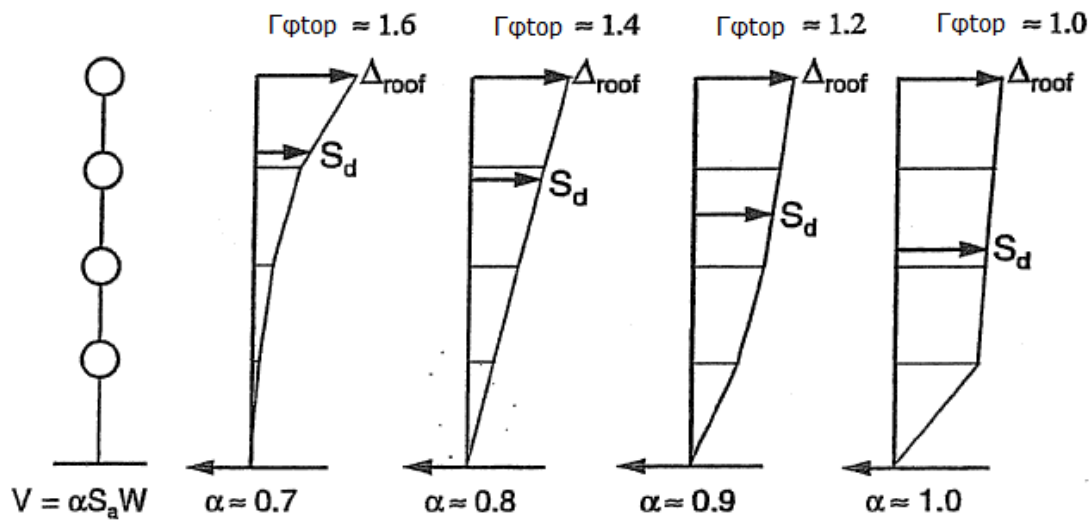 Γφtop ≈ 1.6 Γφtop ≈ 1.4 Γφtop ≈ 1.2 Γφtop ≈ 1.0
Δroof Δroof Δroof Δroof
Sd Sd Sd Sd
V = αSaW α ≈ 0.7 α ≈ 0.8 α ≈ 0.9 α ≈ 1.0